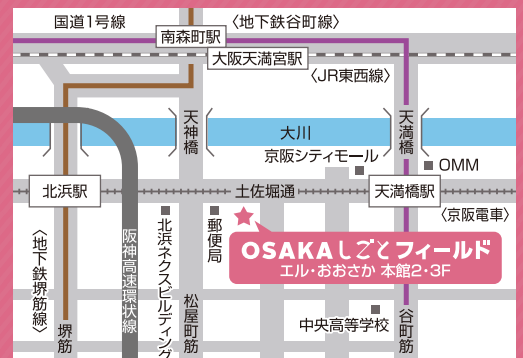 国道1号線
〈地下鉄谷町線〉
南森町駅
大阪天満宮駅
〈JR東西線〉
天神橋
大川
天満橋
京阪シティモール
OMM
北浜駅
土佐堀通
天満橋駅
〈京阪電車〉
〈地下鉄堺筋線〉
堺筋
阪神高速環状線
北浜ネクスビルディング
郵便局
松屋町筋
OSAKAしごとフィールド
エル・おおさか 本館2・3F
中央高等学校
谷町筋